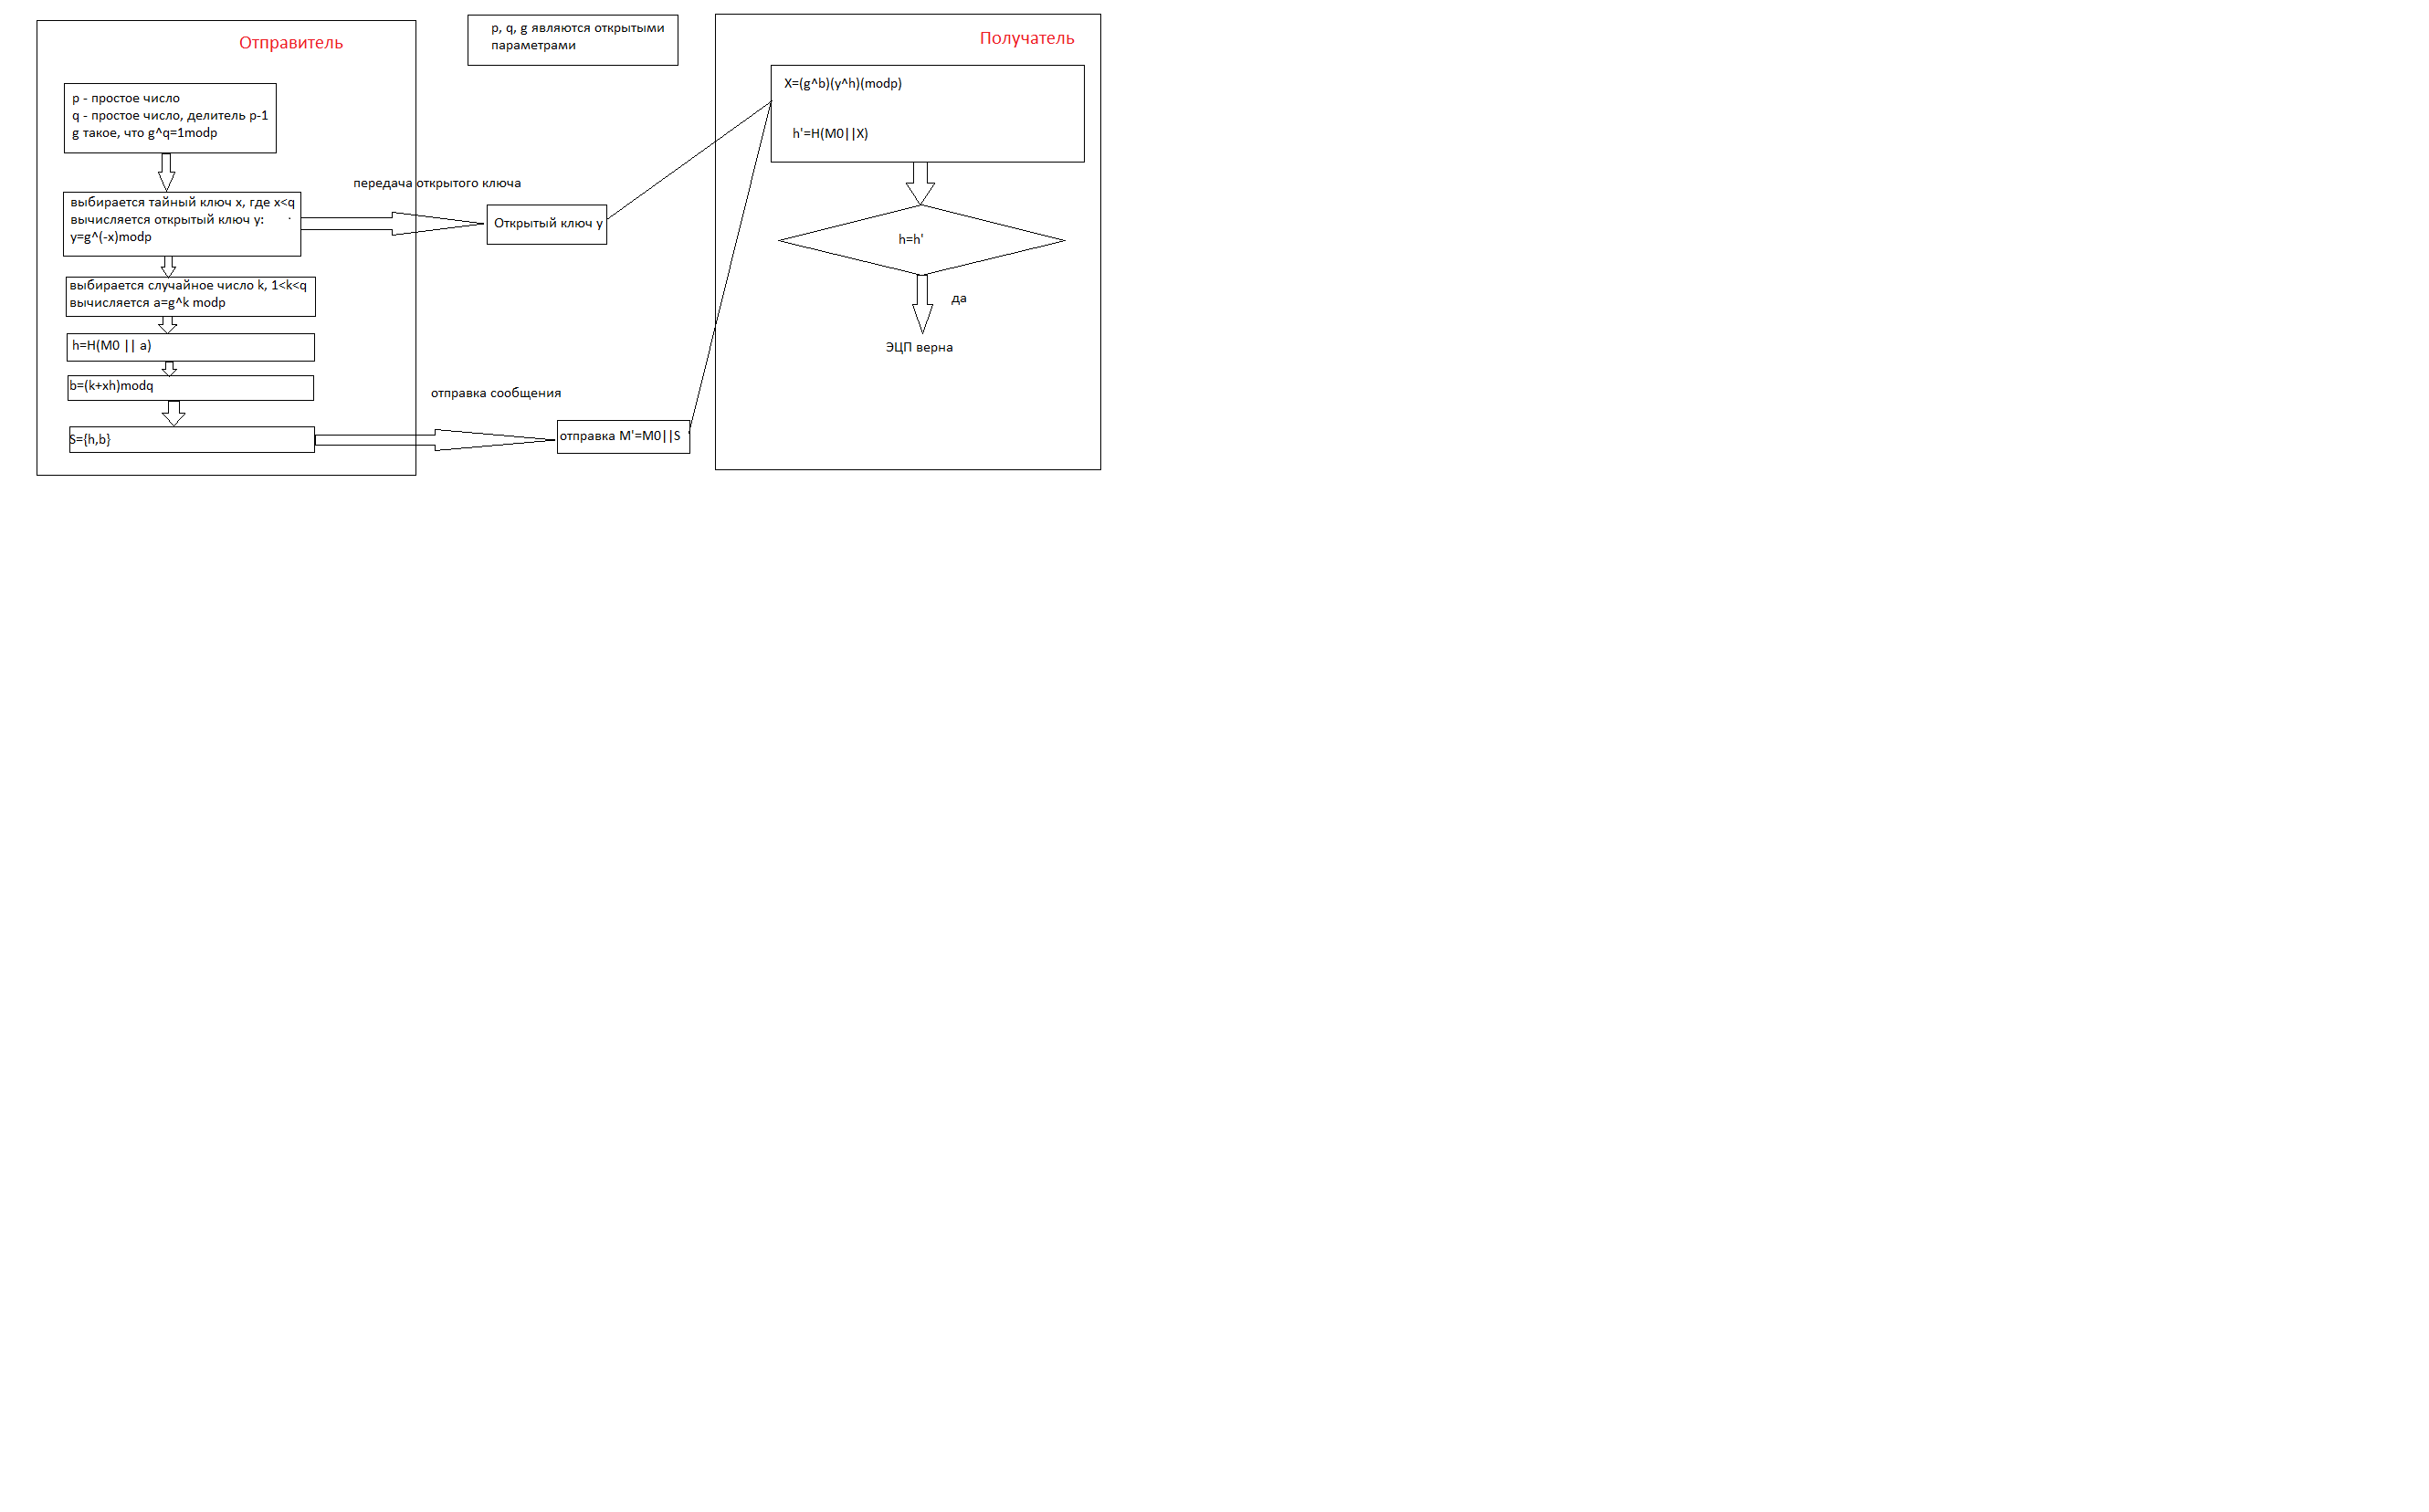 Отправитель
p - простое число
q - простое число, делитель p-1
g такое, что g^q=1modp
выбирается тайный ключ x, где x<q
вычисляется открытый ключ y:
y=g^(-x)modp
выбирается случайное число k, 1<k<q
вычисляется a=g^k modp
h=H(M0 || a)
b=(k+xh)modq
S={h,b}
p, q, g являются открытыми
параметрами
передача открытого ключа
Открытый ключ y
отправка сообщения
отправка M'=M0||S
Получатель
X=(g^b)(y^h)(modp)
h'=H(M0||X)
h=h'
да
ЭЦП верна